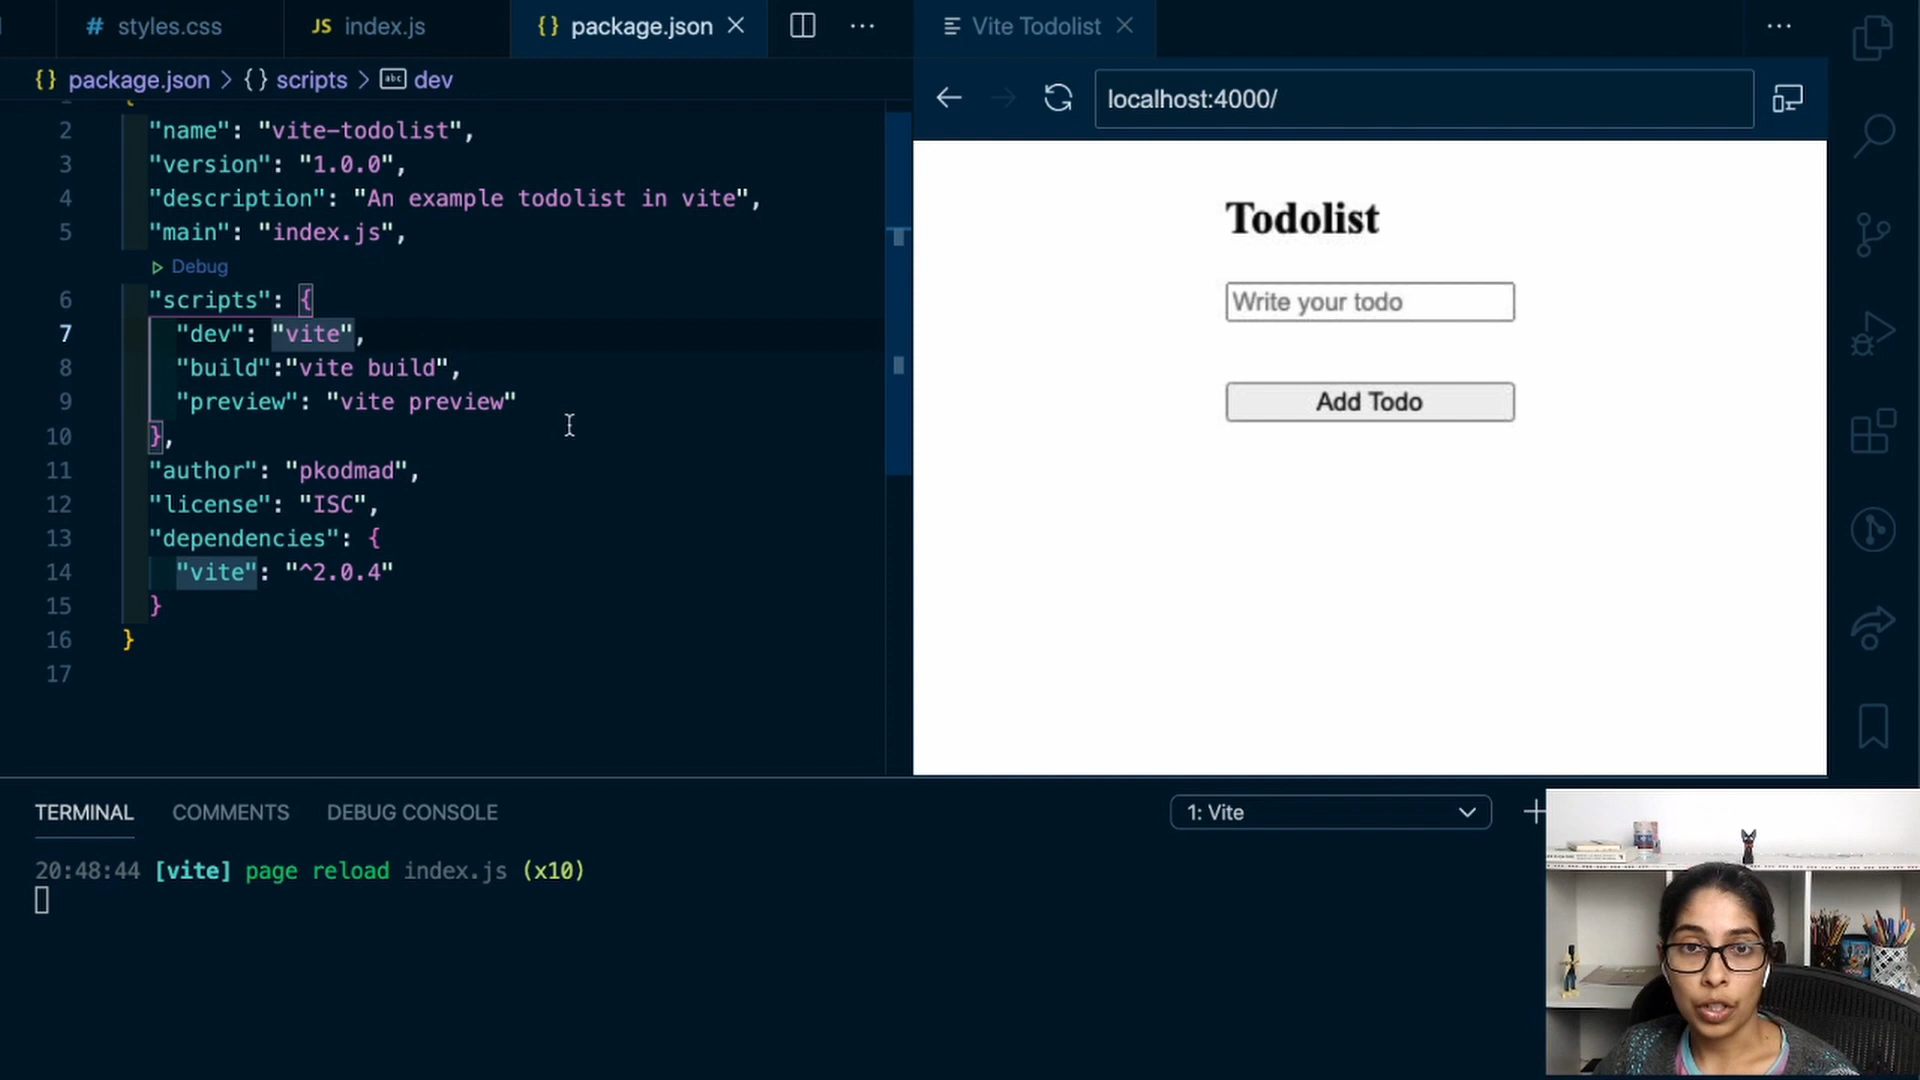 # styles.css
JS index.js
{} package.json
Vite Todolist
{} package.json > {} scripts > abc dev
localhost:4000/
1 {
2 "name": "vite-todolist",
3 "version": "1.0.0",
4 "description": "An example todolist in vite",
5 "main": "index.js",
Debug
6 "scripts": {
7 "dev": "vite",
8 "build":"vite build",
9 "preview": "vite preview"
10 },
11 "author": "pkodmad",
12 "license": "ISC",
13 "dependencies": {
14 "vite": "^2.0.4"
15 }
16 }
17
Todolist
Write your todo
Add Todo
TERMINAL COMMENTS DEBUG CONSOLE
1: Vite
20:48:44 [vite] page reload index.js (x10)